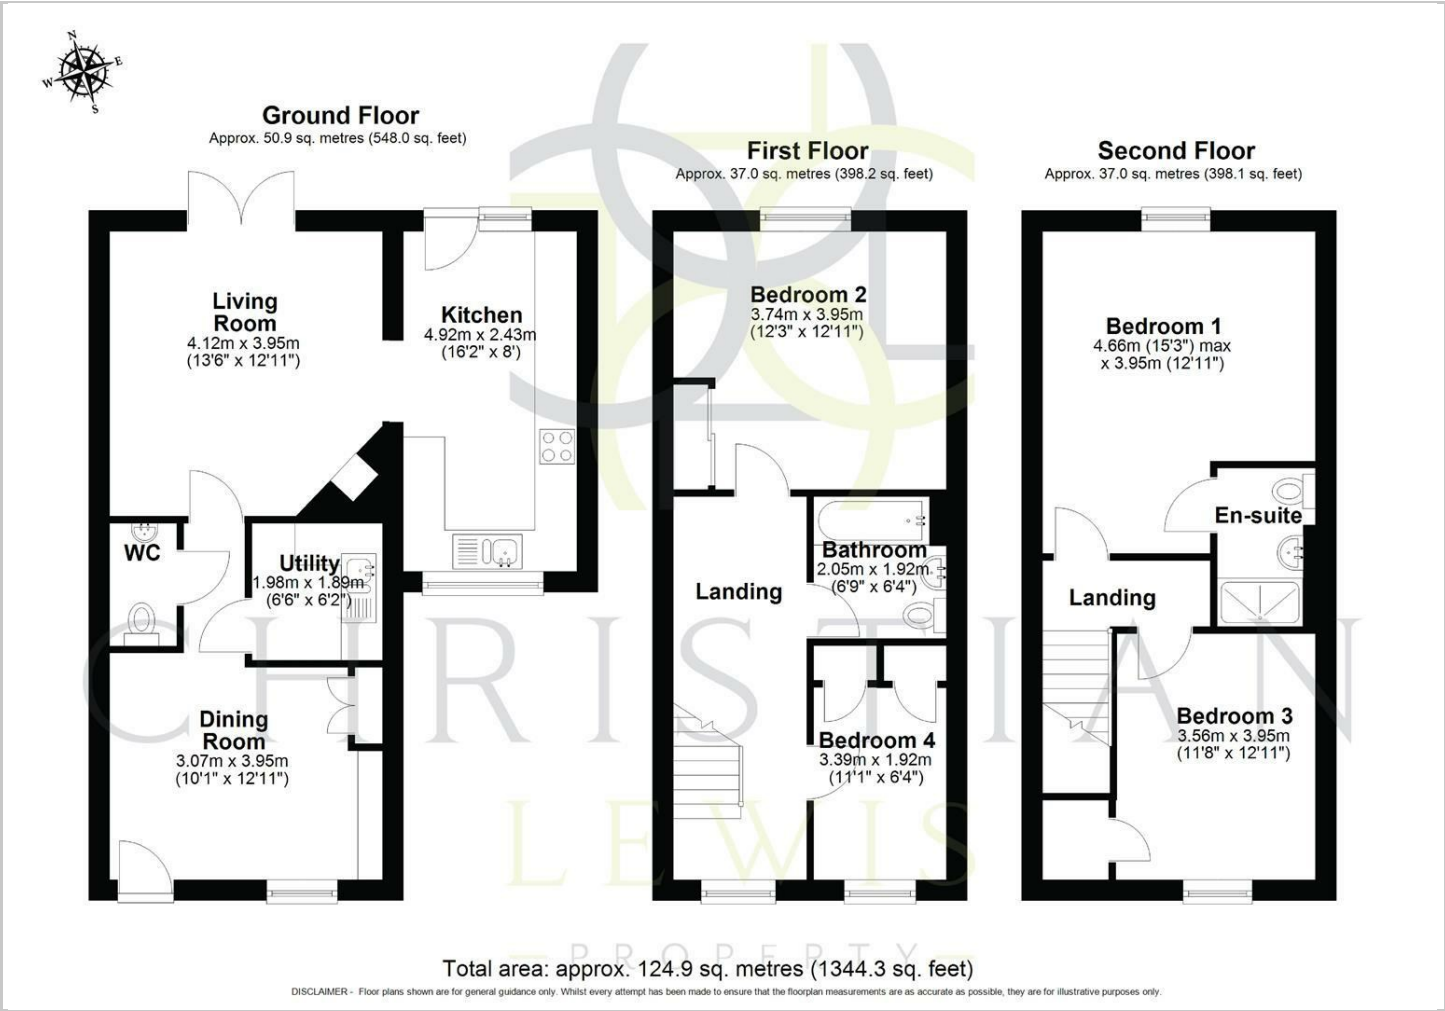 N
W E
S
Ground Floor
Approx. 50.9 sq. metres (548.0 sq. feet)
First Floor
Approx. 37.0 sq. metres (398.2 sq. feet)
Second Floor
Approx. 37.0 sq. metres (398.1 sq. feet)
Living
Room
4.12m x 3.95m
(13'6" x 12'11")
Kitchen
4.92m x 2.43m
(16'2" x 8')
WC
Utility
1.98m x 1.89m
(6'6" x 6'2")
Dining
Room
3.07m x 3.95m
(10'1" x 12'11")
Bedroom 2
3.74m x 3.95m
(12'3" x 12'11")
Landing
Bathroom
2.05m x 1.92m
(6'9" x 6'4")
Bedroom 4
3.39m x 1.92m
(11'1" x 6'4")
Bedroom 1
4.66m (15'3") max
x 3.95m (12'11")
En-suite
Landing
Bedroom 3
3.56m x 3.95m
(11'8" x 12'11")
CHRISTIAN
LEWIS
PROPERTY
Total area: approx. 124.9 sq. metres (1344.3 sq. feet)
DISCLAIMER - Floor plans shown are for general guidance only. Whilst every attempt has been made to ensure that the floorplan measurements are as accurate as possible, they are for illustrative purposes only.